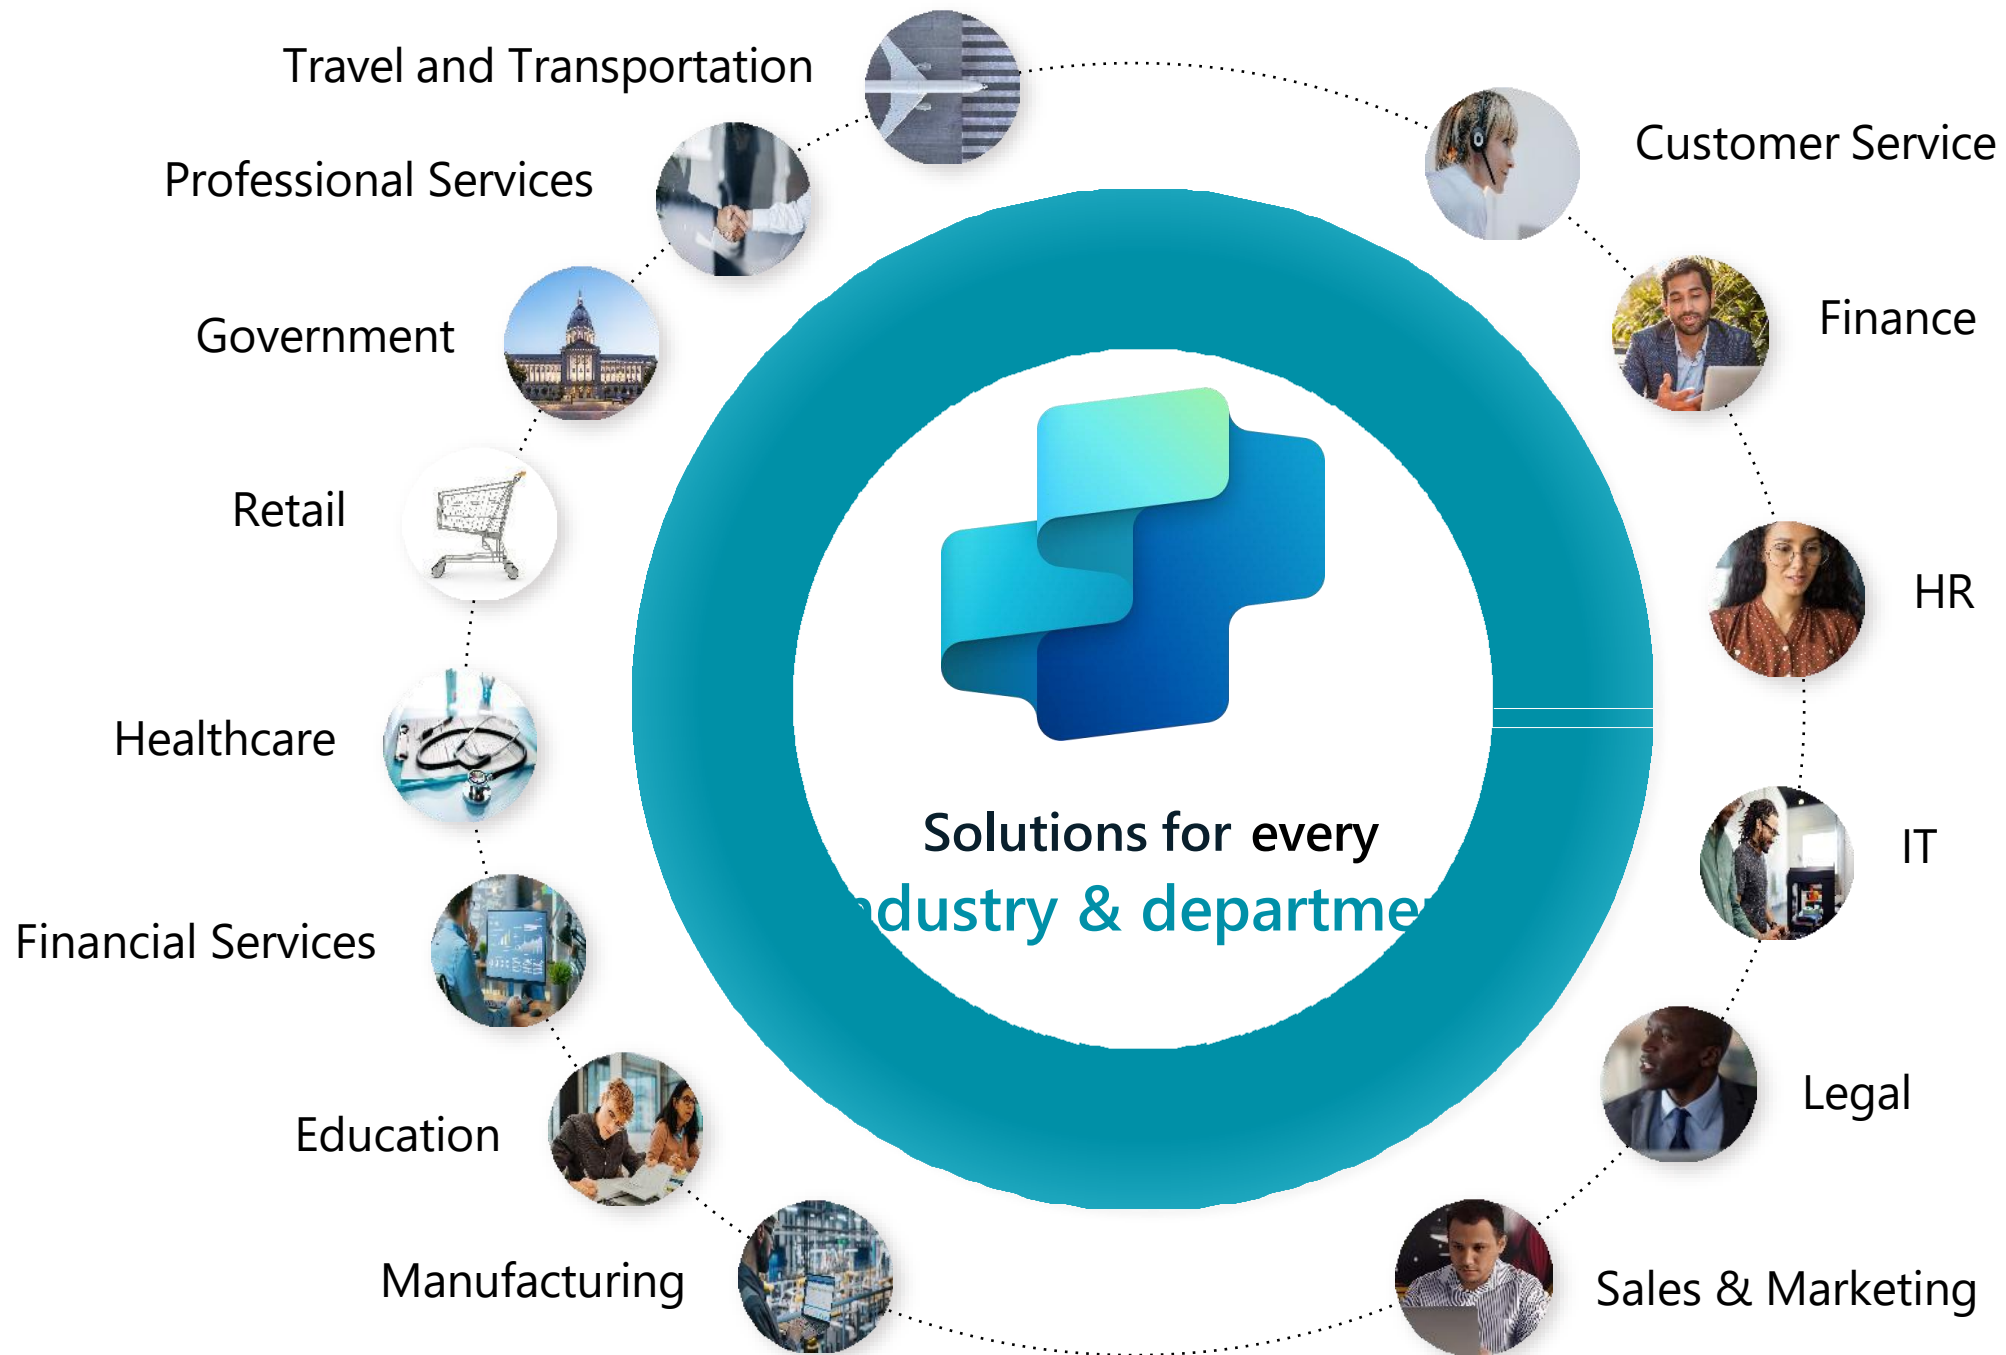 Travel and Transportation
Professional Services
Government
Retail
Healthcare
Financial Services
Education
Manufacturing
Customer Service
Finance
HR
IT
Legal
Sales & Marketing
Solutions for every
dustry & departme